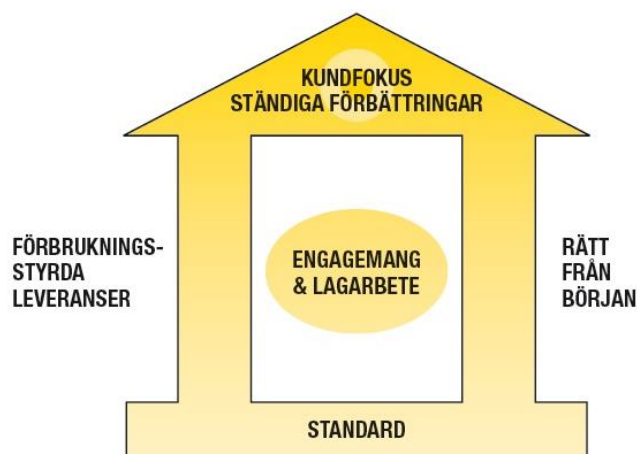 KUNDFOKUS
STÄNDIGA FÖRBÄTTRINGAR
FÖRBRUKNINGS-
STYRDA
LEVERANSER
ENGAGEMANG
& LAGARBETE
RÄTT
FRÅN
BÖRJAN
STANDARD